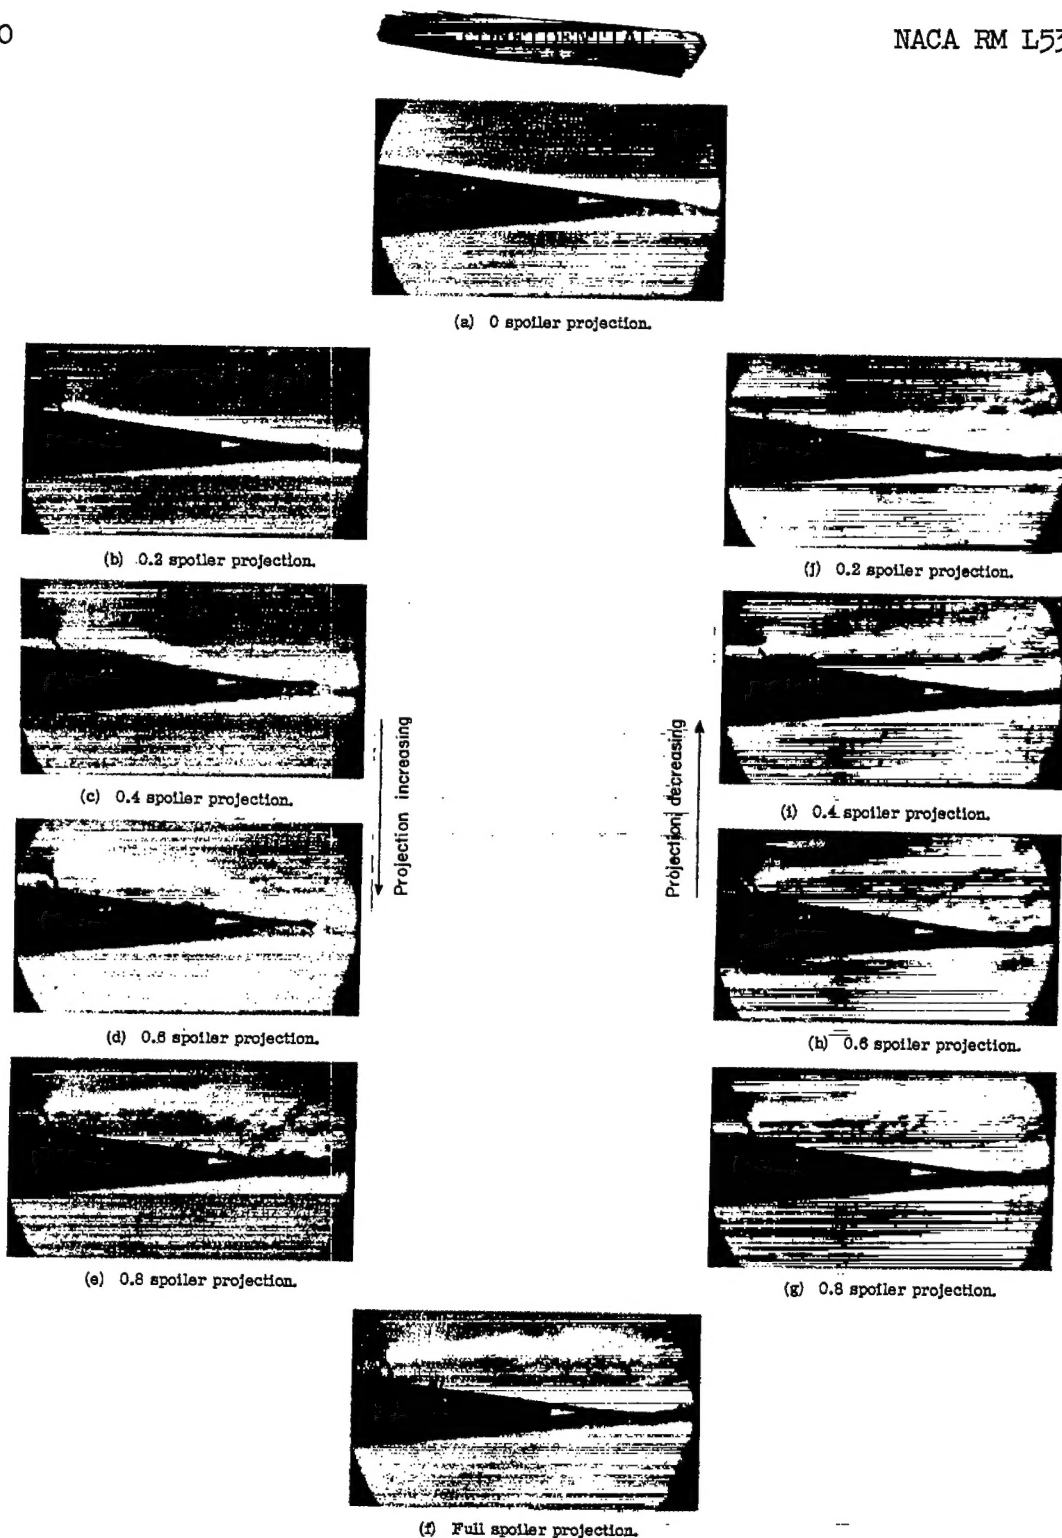 0
CONFIDENTIAL
NACA RM L53
(a) 0 spoiler projection.
(b) 0.2 spoiler projection.
(j) 0.2 spoiler projection.
(c) 0.4 spoiler projection.
(i) 0.4 spoiler projection.
Projection increasing
Projection decreasing
(d) 0.6 spoiler projection.
(h) 0.6 spoiler projection.
(e) 0.8 spoiler projection.
(g) 0.8 spoiler projection.
(f) Full spoiler projection.